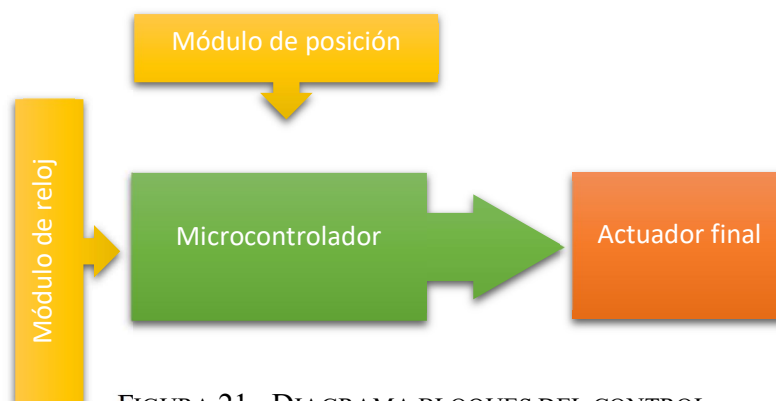 Módulo de posición
Módulo de reloj
Microcontrolador
Actuador final
FIGURA 21. DIAGRAMA BLOQUES DEL CONTROL